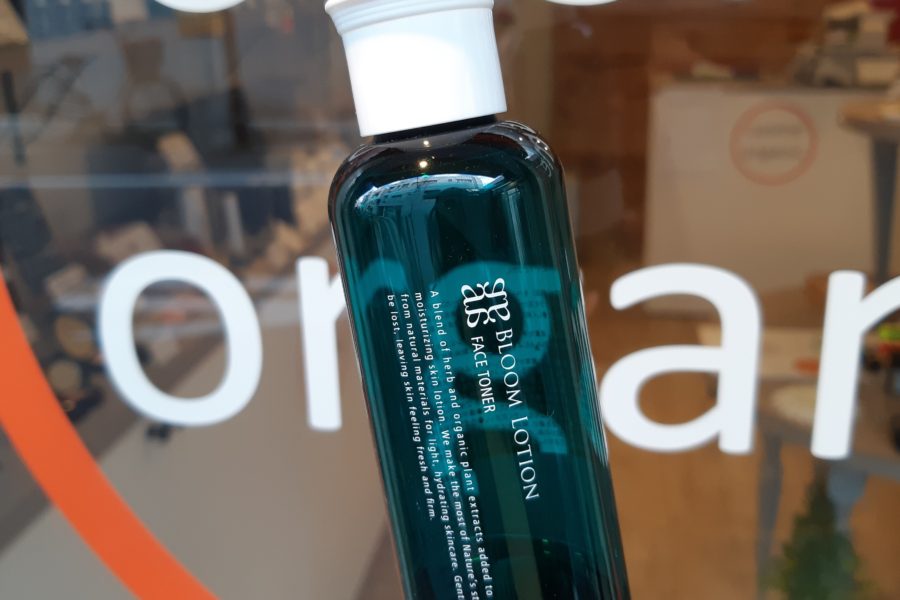 organ
BLOOM LOTION
FACE TONER
A blend of herb and organic plant extracts added to
moisturizing skin lotion. We make the most of Nature's
from natural materials for light, hydrating skincare.
be lost, leaving skin feeling fresh and firm.